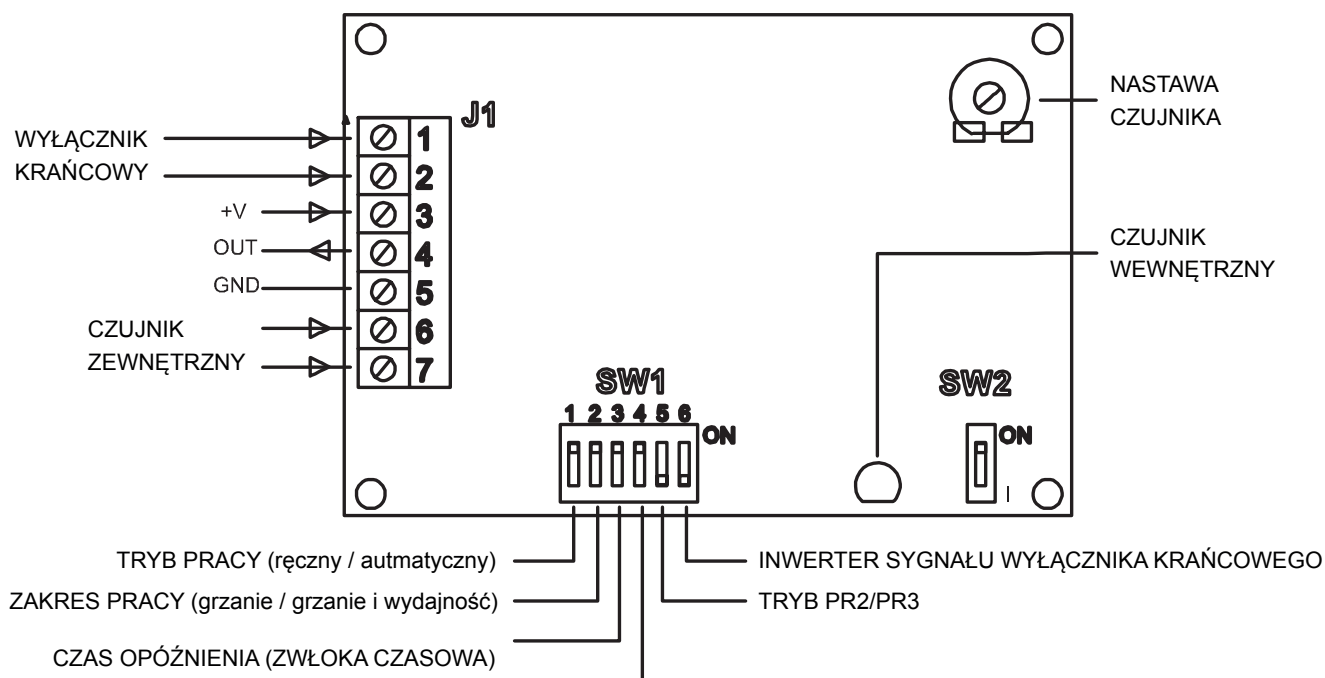 J1
WYŁĄCZNIK
KRAŃCOWY
+V
OUT
GND
CZUJNIK
ZEWNĘTRZNY
1
2
3
4
5
6
7
NASTAWA
CZUJNIKA
CZUJNIK
WEWNĘTRZNY
SW1
1 2 3 4 5 6
ON
SW2
ON
I
TRYB PRACY (ręczny / autmatyczny)
ZAKRES PRACY (grzanie / grzanie i wydajność)
CZAS OPÓŹNIENIA (ZWŁOKA CZASOWA)
INWERTER SYGNAŁU WYŁĄCZNIKA KRAŃCOWEGO
TRYB PR2/PR3